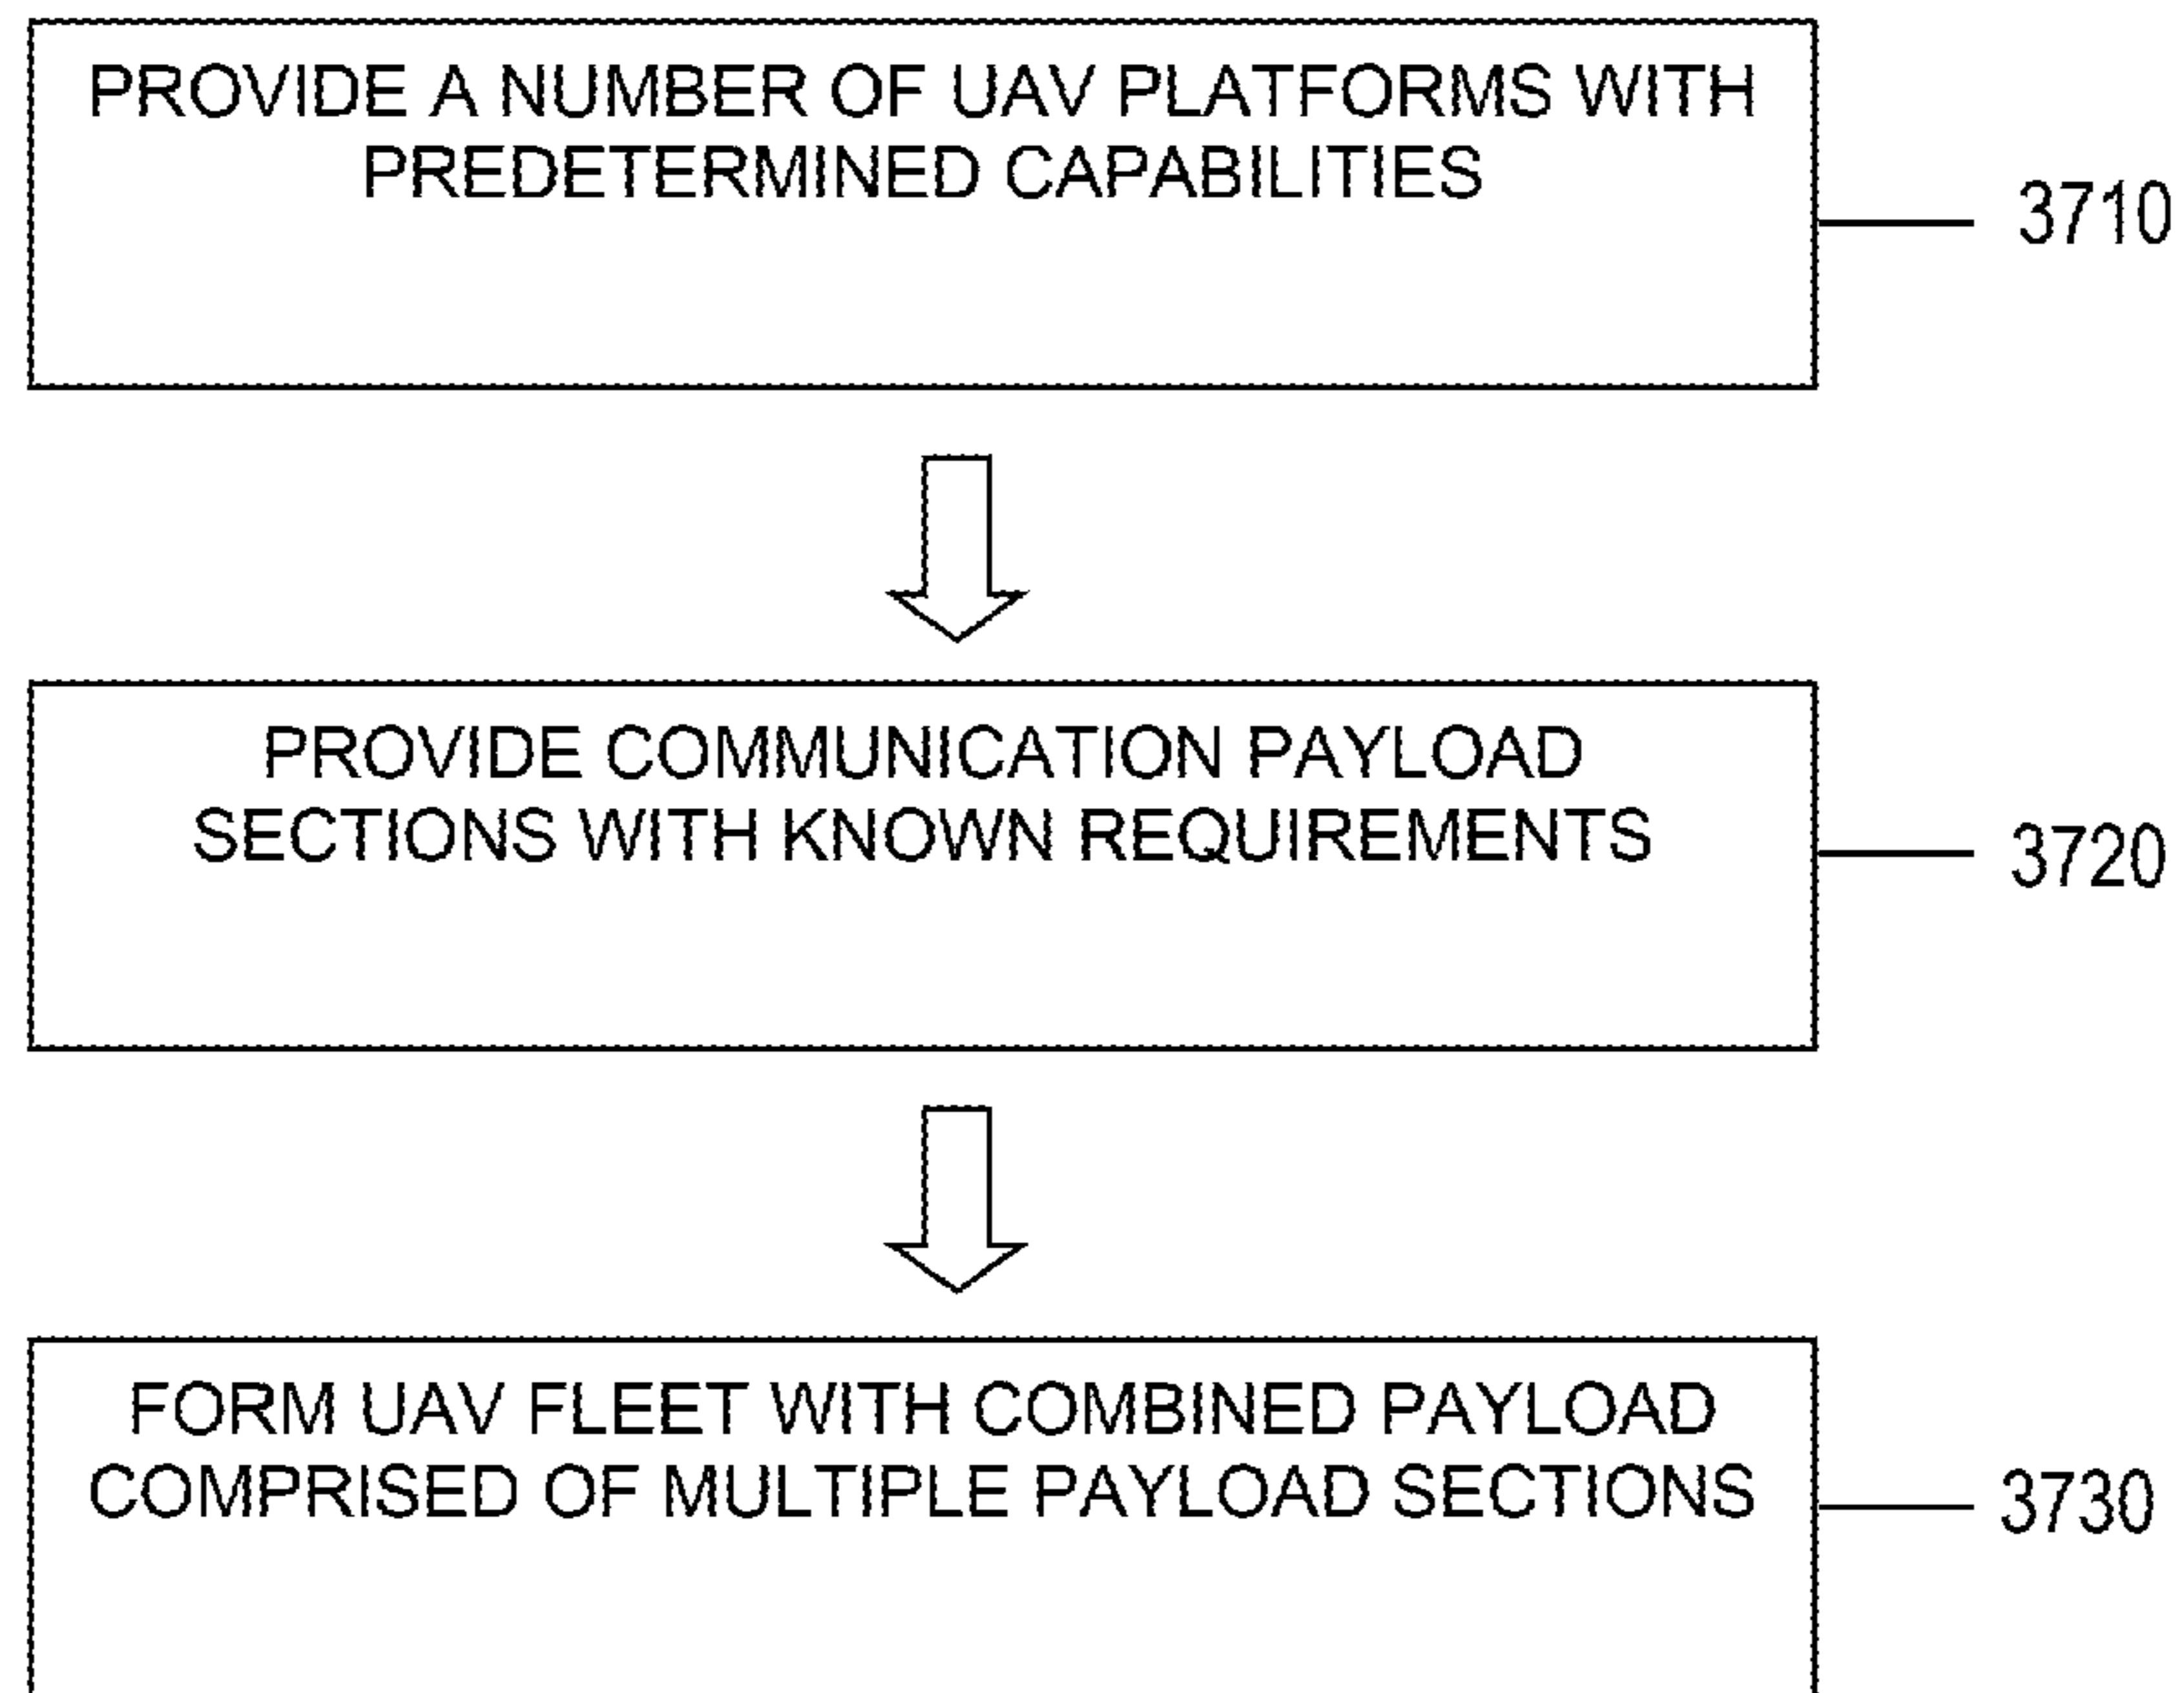 PROVIDE A NUMBER OF UAV PLATFORMS WITH
PREDETERMINED CAPABILITIES
3710
PROVIDE COMMUNICATION PAYLOAD
SECTIONS WITH KNOWN REQUIREMENTS
3720
FORM UAV FLEET WITH COMBINED PAYLOAD
COMPRISED OF MULTIPLE PAYLOAD SECTIONS
3730